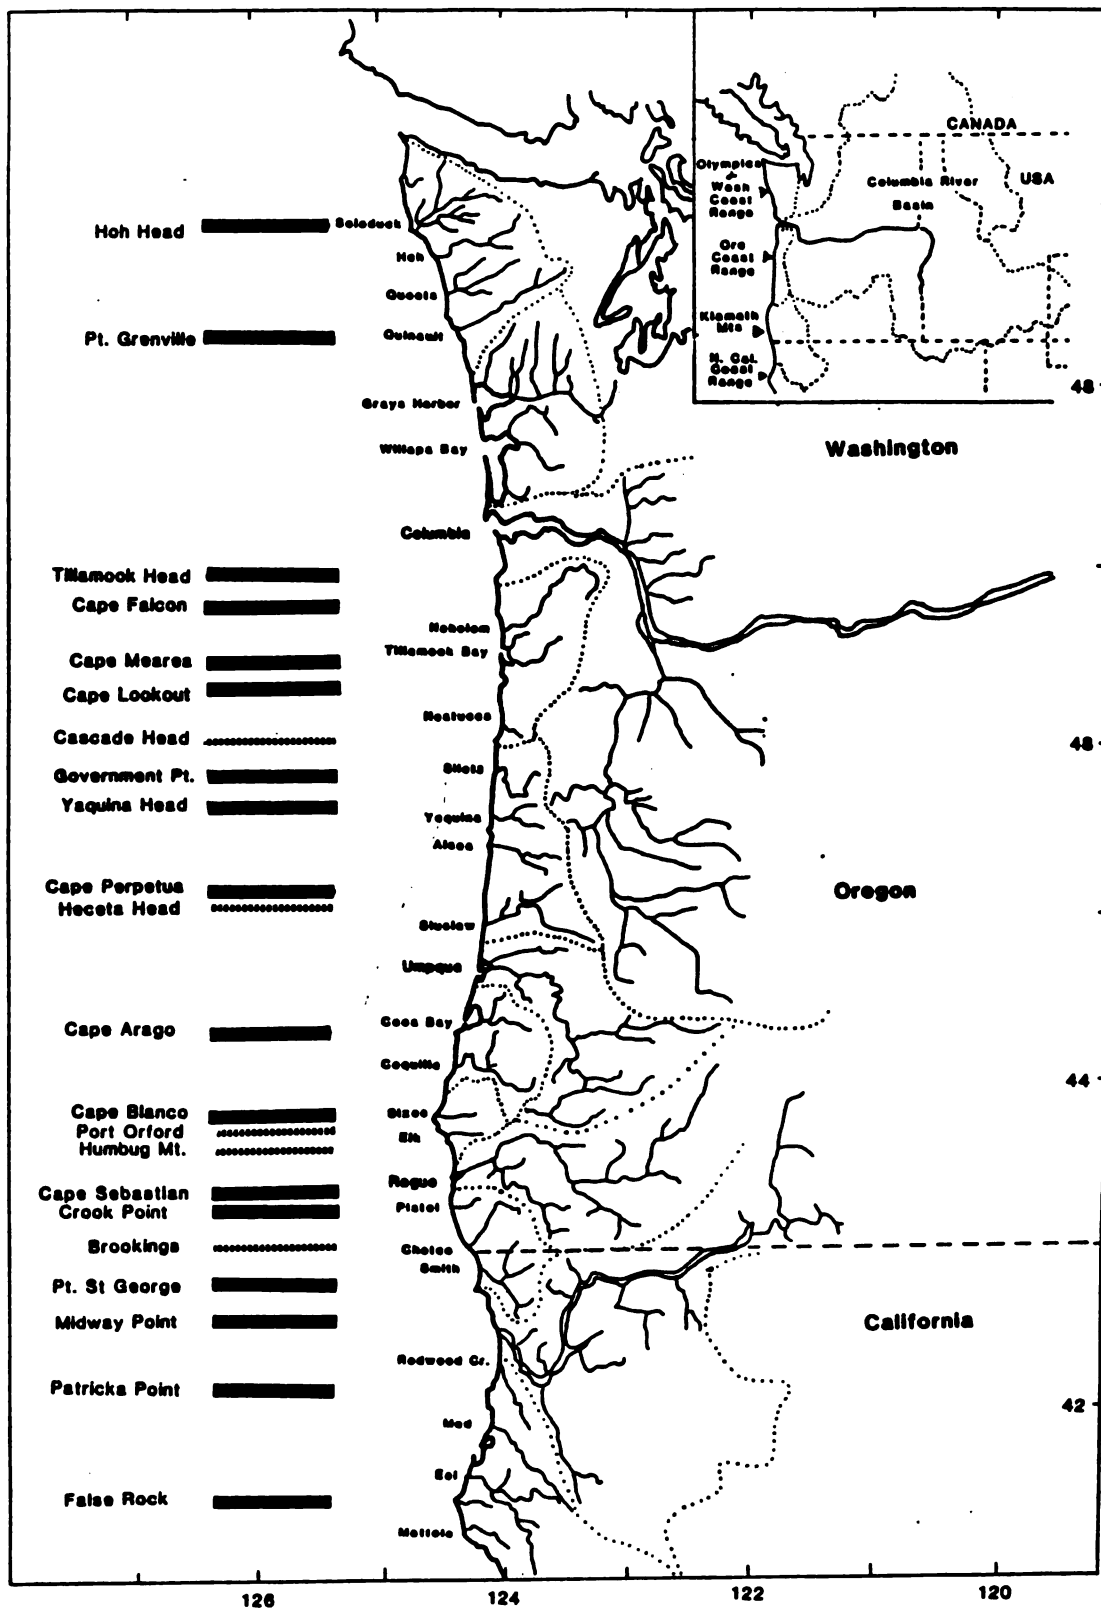 CANADA
Olympics
&
Wash
Coast
Range
Columbia River
Basin
USA
Ore
Coast
Range
Klamath
Mts
N. Cal.
Coast
Range
Hoh Head
Soleduck
Hoh
Queets
Pt. Grenville
Quinault
48
Grays Harbor
Willapa Bay
Washington
Columbia
Tillamook Head
Cape Falcon
Nehalem
Tillamook Bay
Cape Mearea
Cape Lookout
Nestucca
Cascade Head
48
Siletz
Government Pt.
Yaquina Head
Yaquina
Alsea
Cape Perpetua
Oregon
Heceta Head
Siuslaw
Umpqua
Coos Bay
Cape Arago
Coquille
44
Cape Blanco
Sixes
Port Orford
Elk
Humbug Mt.
Rogue
Cape Sebastian
Pistol
Crook Point
Brookings
Chetco
Smith
Pt. St George
Midway Point
California
Redwood Cr.
Patricks Point
42
Mad
Eel
False Rock
Mattole
126
124
122
122
120